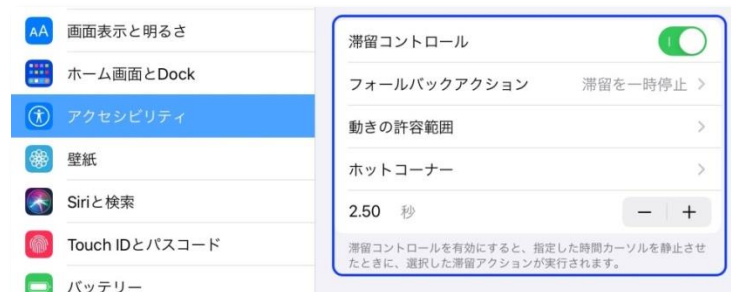 画面表示と明るさ
ホーム画面とDock
アクセシビリティ
壁紙
Siriと検索
Touch IDとパスコード
バッテリー
滞留コントロール
フォールバックアクション 滞留を一時停止 >
動きの許容範囲 >
ホットコーナー >
2.50 秒 − +
滞留コントロールを有効にすると、指定した時間カーソルを静止させ
たときに、選択した滞留アクションが実行されます。